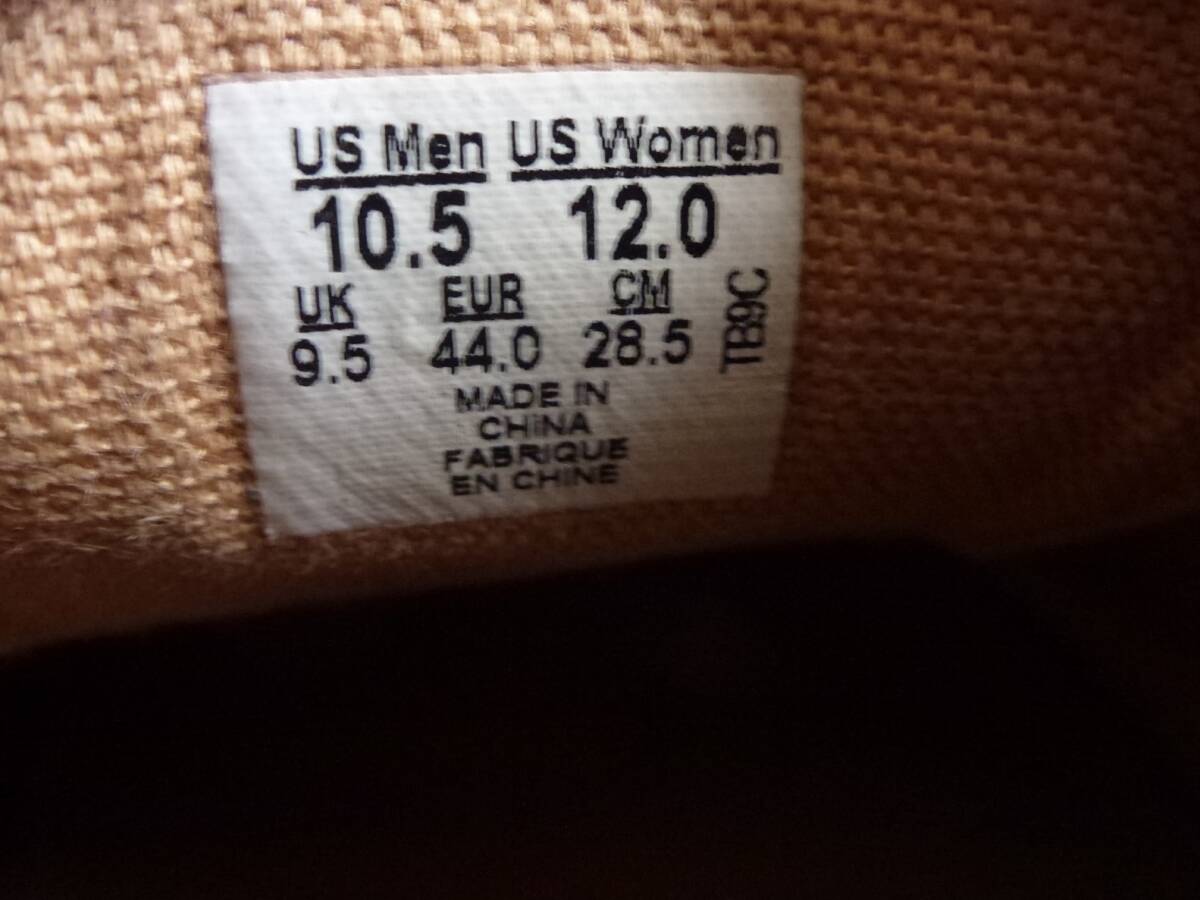 US Men US Women
10.5 12.0
UK EUR CM
9.5 44.0 28.5
TB9C
MADE IN
CHINA
FABRIQUE
EN CHINE